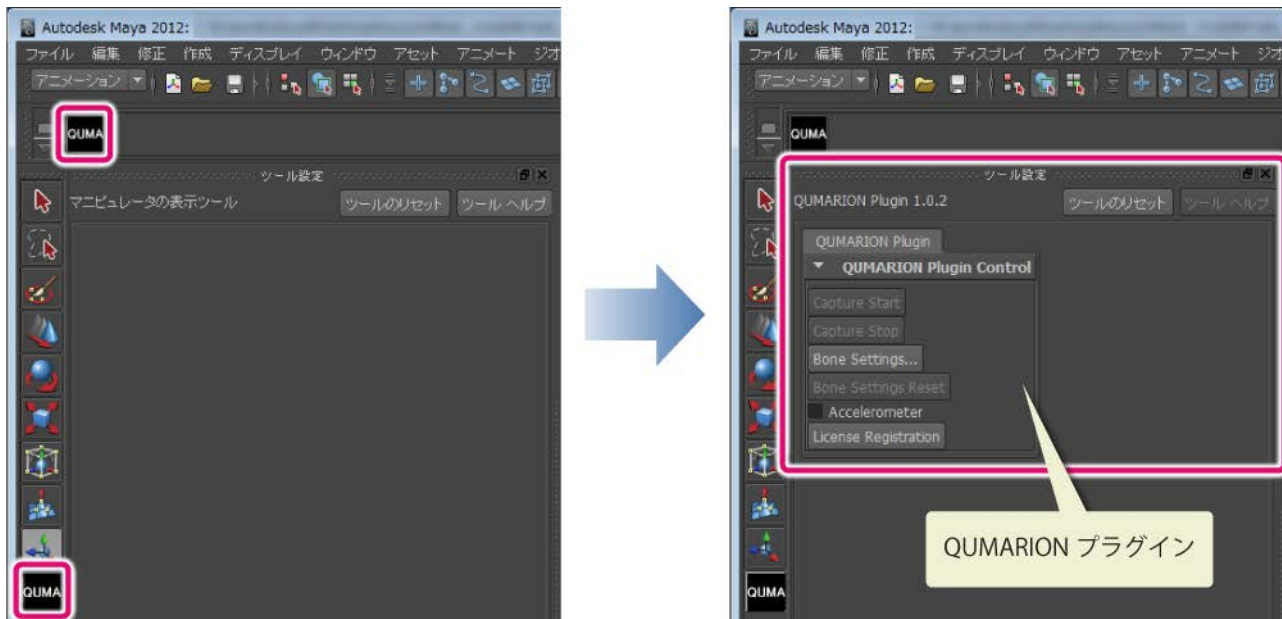 Autodesk Maya 2012:
ファイル 編集 修正 作成 ディスプレイ ウィンドウ アセット アニメート ジオ
アニメーション
QUMA
ツール設定
マニピュレータの表示ツール ツールのリセット ツール ヘルプ
QUMA
Autodesk Maya 2012:
ファイル 編集 修正 作成 ディスプレイ ウィンドウ アセット アニメート ジオ
アニメーション
QUMA
ツール設定
QUMARION Plugin 1.0.2 ツールのリセット ツール ヘルプ
QUMARION Plugin
QUMARION Plugin Control
Capture Start
Capture Stop
Bone Settings...
Bone Settings Reset
Accelerometer
License Registration
QUMARION プラグイン
QUMA